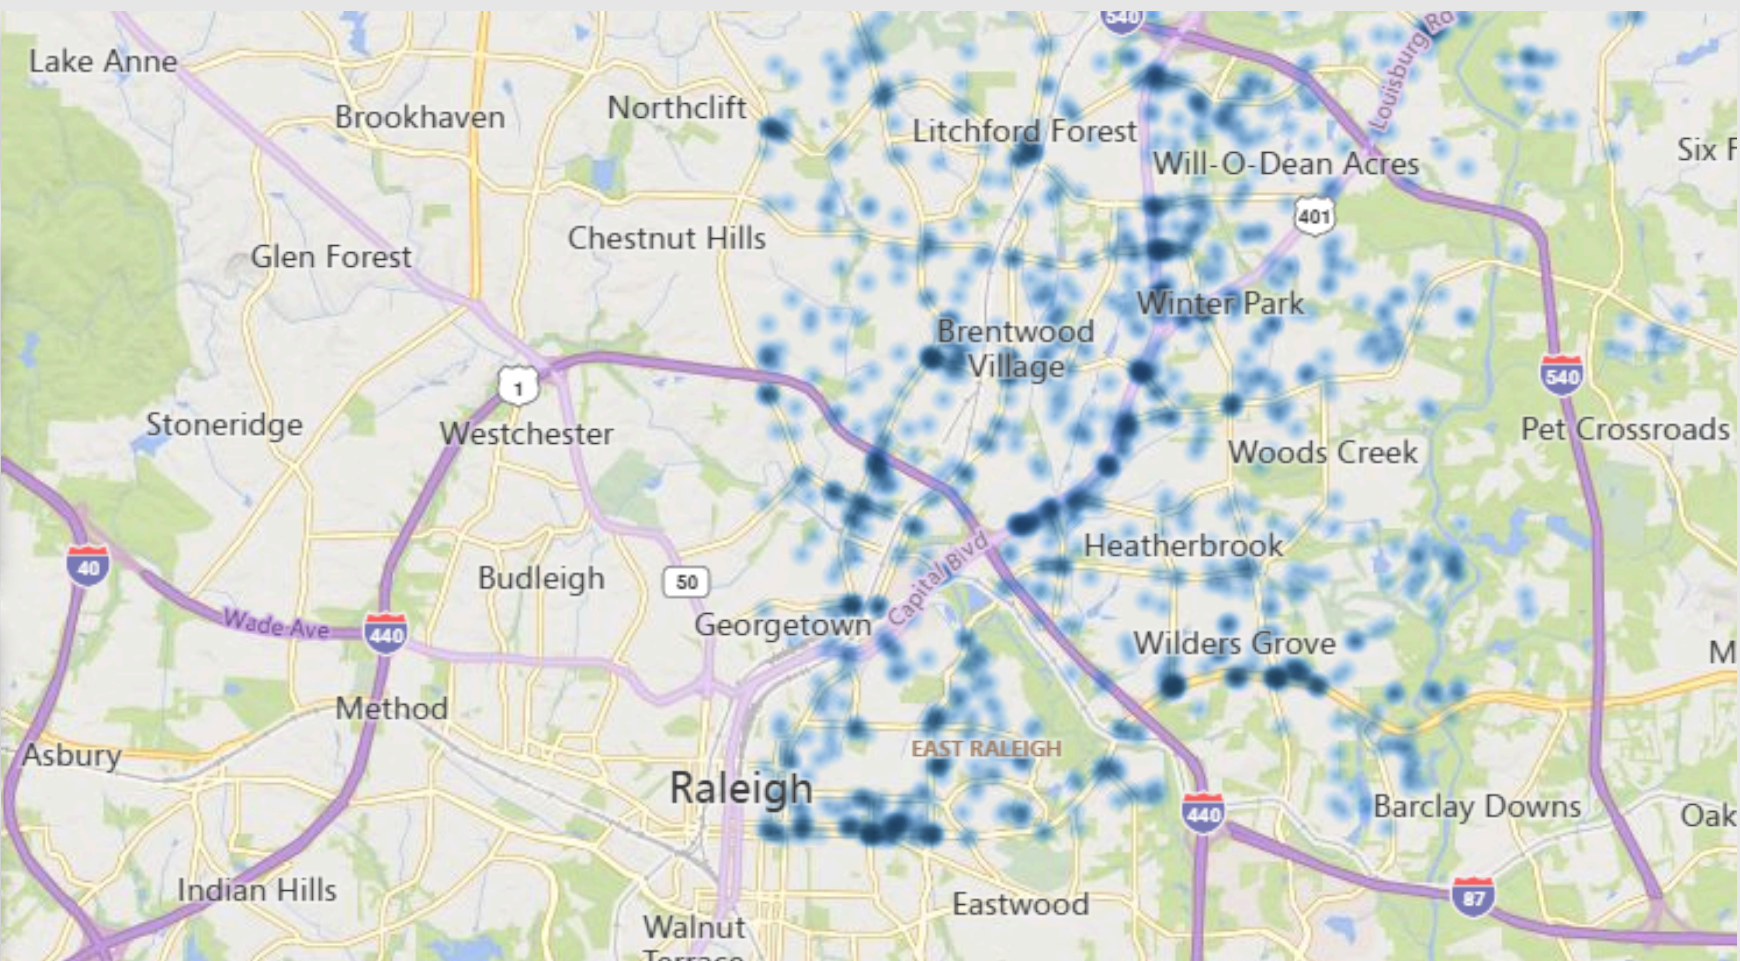 540
Louisburg Rd
Lake Anne
Northclift
Brookhaven
Litchford Forest
Six F
Will-O-Dean Acres
401
Chestnut Hills
Glen Forest
Winter Park
Brentwood
Village
540
1
Stoneridge
Westchester
Pet Crossroads
Woods Creek
Capital Blvd
Heatherbrook
40
Budleigh
50
Wade Ave
440
Georgetown
Wilders Grove
M
Method
EAST RALEIGH
Asbury
Raleigh
Barclay Downs
440
Oak
Indian Hills
87
Eastwood
Walnut
Terrace